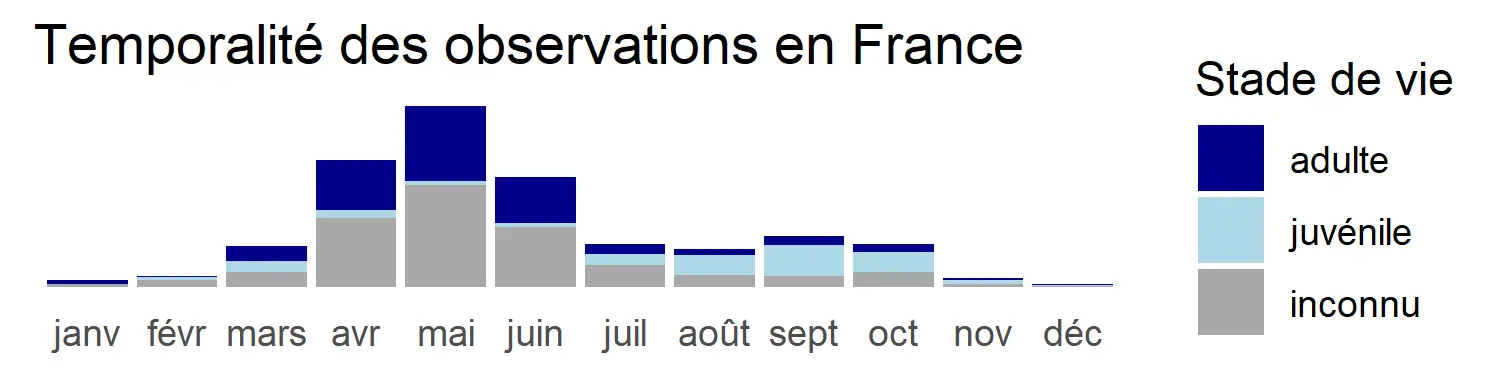 Temporalité des observations en France
Stade de vie
adulte
juvénile
inconnu
janv févr mars avr mai juin juil août sept oct nov déc